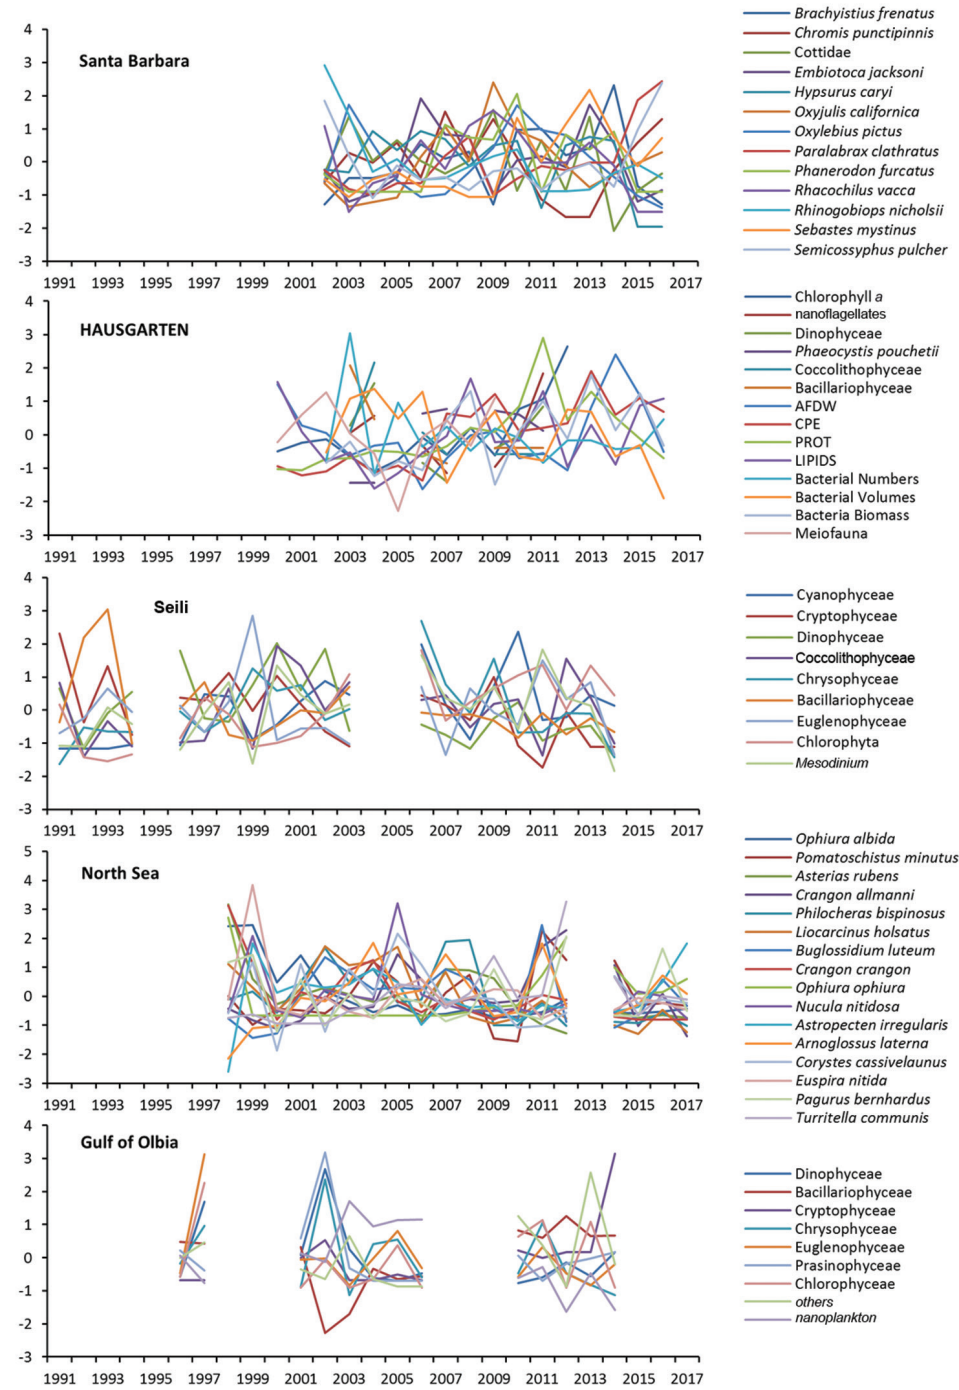 Santa Barbara
4
3
2
1
0
-1
-2
-3
1991 1993 1995 1997 1999 2001 2003 2005 2007 2009 2011 2013 2015 2017
Brachyistius frenatus
Chromis punctipinnis
Cottidae
Embiotoca jacksoni
Hypsurus caryi
Oxyjulis californica
Oxylebius pictus
Paralabrax clathratus
Phanerodon furcatus
Rhacochilus vacca
Rhinogobiops nicholsii
Sebastes mystinus
Semicossyphus pulcher
HAUSGARTEN
4
3
2
1
0
-1
-2
-3
1991 1993 1995 1997 1999 2001 2003 2005 2007 2009 2011 2013 2015 2017
Chlorophyll a
nanoflagellates
Dinophyceae
Phaeocystis pouchetii
Coccolithophyceae
Bacillariophyceae
AFDW
CPE
PROT
LIPIDS
Bacterial Numbers
Bacterial Volumes
Bacteria Biomass
Meiofauna
Seili
4
3
2
1
0
-1
-2
-3
1991 1993 1995 1997 1999 2001 2003 2005 2007 2009 2011 2013 2015 2017
Cyanophyceae
Cryptophyceae
Dinophyceae
Coccolithophyceae
Chrysophyceae
Bacillariophyceae
Euglenophyceae
Chlorophyta
Mesodinium
North Sea
5
4
3
2
1
0
-1
-2
-3
1991 1993 1995 1997 1999 2001 2003 2005 2007 2009 2011 2013 2015 2017
Ophiura albida
Pomatoschistus minutus
Asterias rubens
Crangon allmanni
Philocheras bispinosus
Liocarcinus holsatus
Buglossidium luteum
Crangon crangon
Ophiura ophiura
Nucula nitidosa
Astropecten irregularis
Arnoglossus laterna
Corystes cassivelaunus
Euspira nitida
Pagurus bernhardus
Turritella communis
Gulf of Olbia
4
3
2
1
0
-1
-2
-3
1991 1993 1995 1997 1999 2001 2003 2005 2007 2009 2011 2013 2015 2017
Dinophyceae
Bacillariophyceae
Cryptophyceae
Chrysophyceae
Euglenophyceae
Prasinophyceae
Chlorophyceae
others
nanoplankton